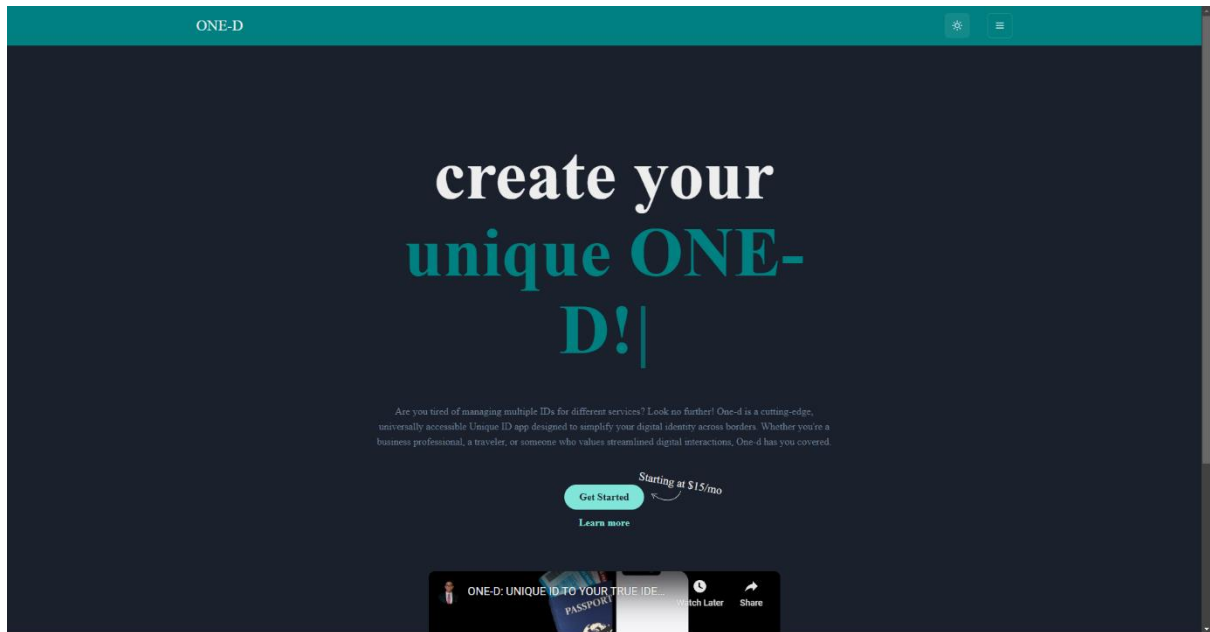 ONE-D
create your
unique ONE-
D!|
Are you tired of managing multiple IDs for different services? Look no further! One-d is a cutting-edge,
universally accessible Unique ID app designed to simplify your digital identity across borders. Whether you're a
business professional, a traveler, or someone who values streamlined digital interactions, One-d has you covered.
Starting at $15/mo
Get Started
Learn more
ONE-D: UNIQUE ID TO YOUR TRUE IDE...
Watch Later
Share
PASSPORT